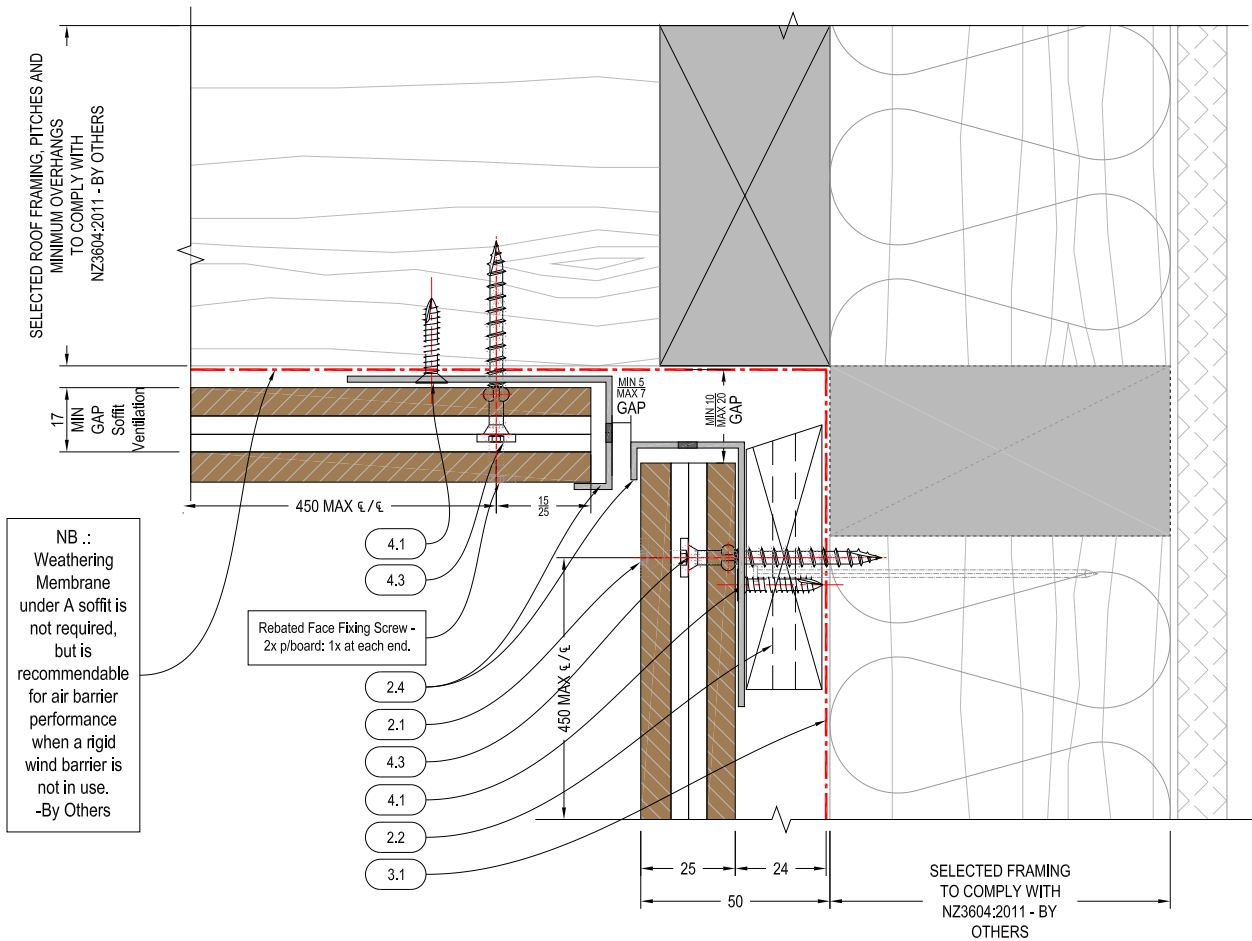 SELECTED ROOF FRAMING, PITCHES AND
MINIMUM OVERHANGS
TO COMPLY WITH
NZ3604:2011 - BY OTHERS
17
MIN
GAP
Soffit
Ventilation
MIN 5
MAX 7
GAP
MIN 10
MAX 20
GAP
450 MAX ℄/℄
15
25
NB .:
Weathering
Membrane
under A soffit is
not required,
but is
recommendable
for air barrier
performance
when a rigid
wind barrier is
not in use.
-By Others
4.1
4.3
Rebated Face Fixing Screw -
2x p/board: 1x at each end.
2.4
2.1
4.3
4.1
2.2
3.1
450 MAX ℄/℄
25
24
50
SELECTED FRAMING
TO COMPLY WITH
NZ3604:2011 - BY
OTHERS